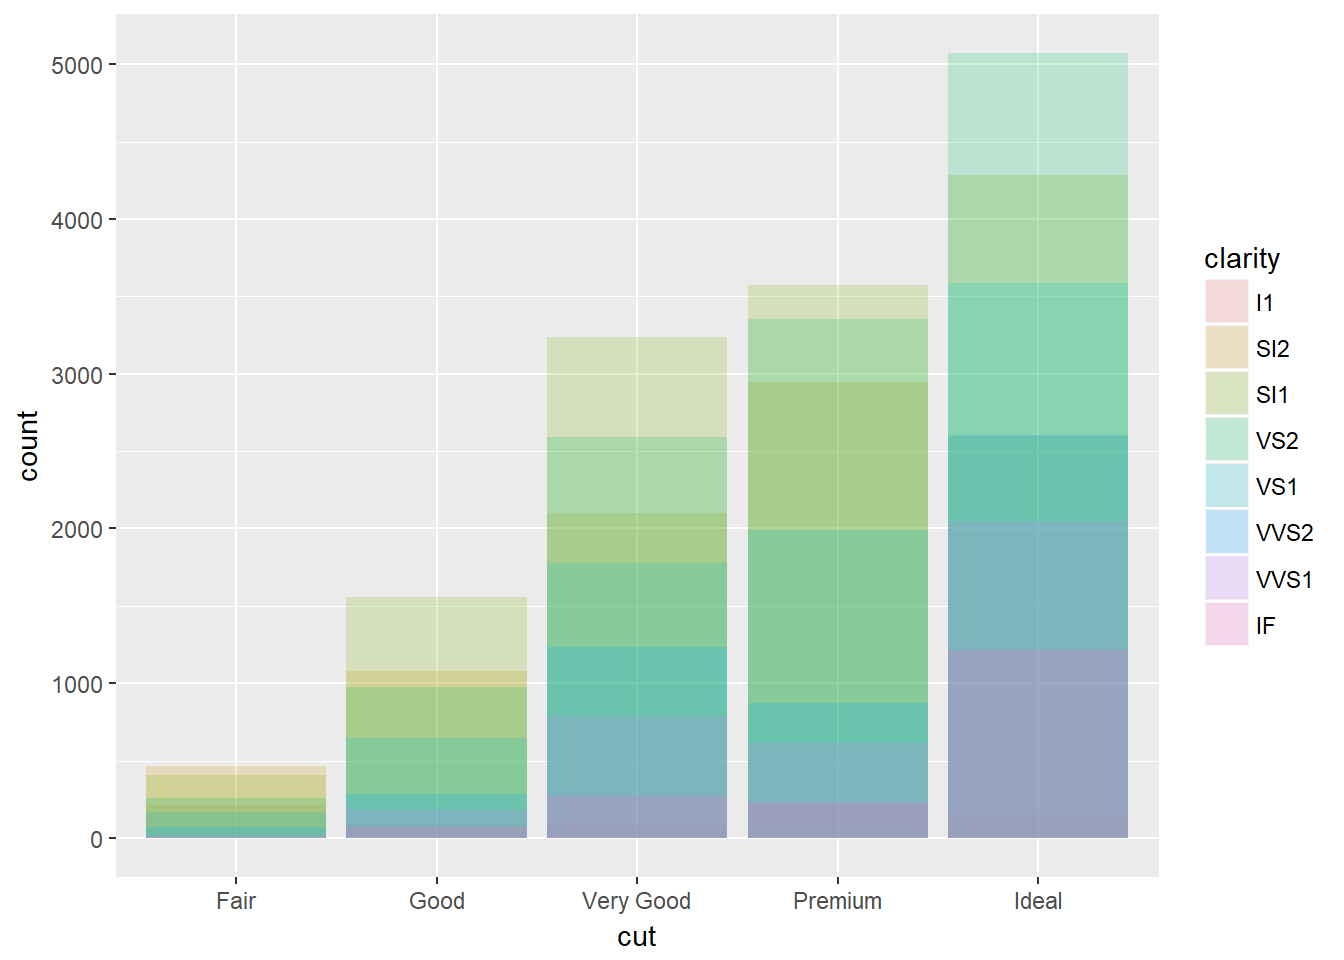 5000
4000
3000
2000
1000
0
count
Fair
Good
Very Good
Premium
Ideal
cut
clarity
I1
SI2
SI1
VS2
VS1
VVS2
VVS1
IF